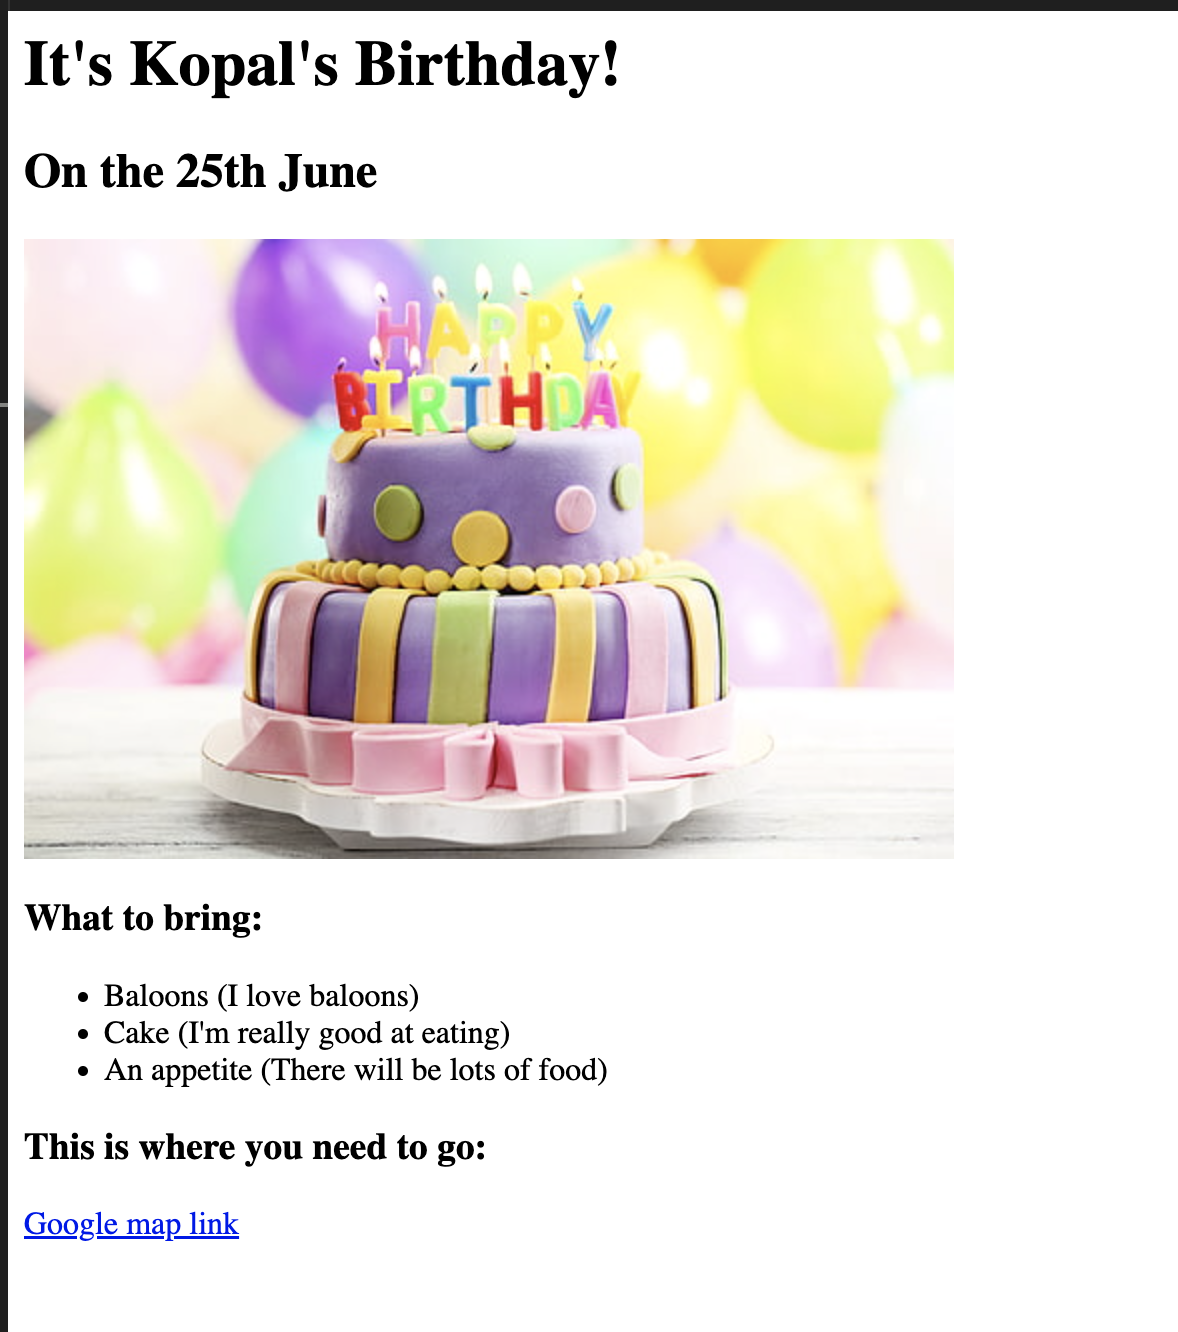 It's Kopal's Birthday!
On the 25th June
HAPPY
BIRTHDAY
What to bring:
Baloons (I love baloons)
Cake (I'm really good at eating)
An appetite (There will be lots of food)
This is where you need to go:
Google map link